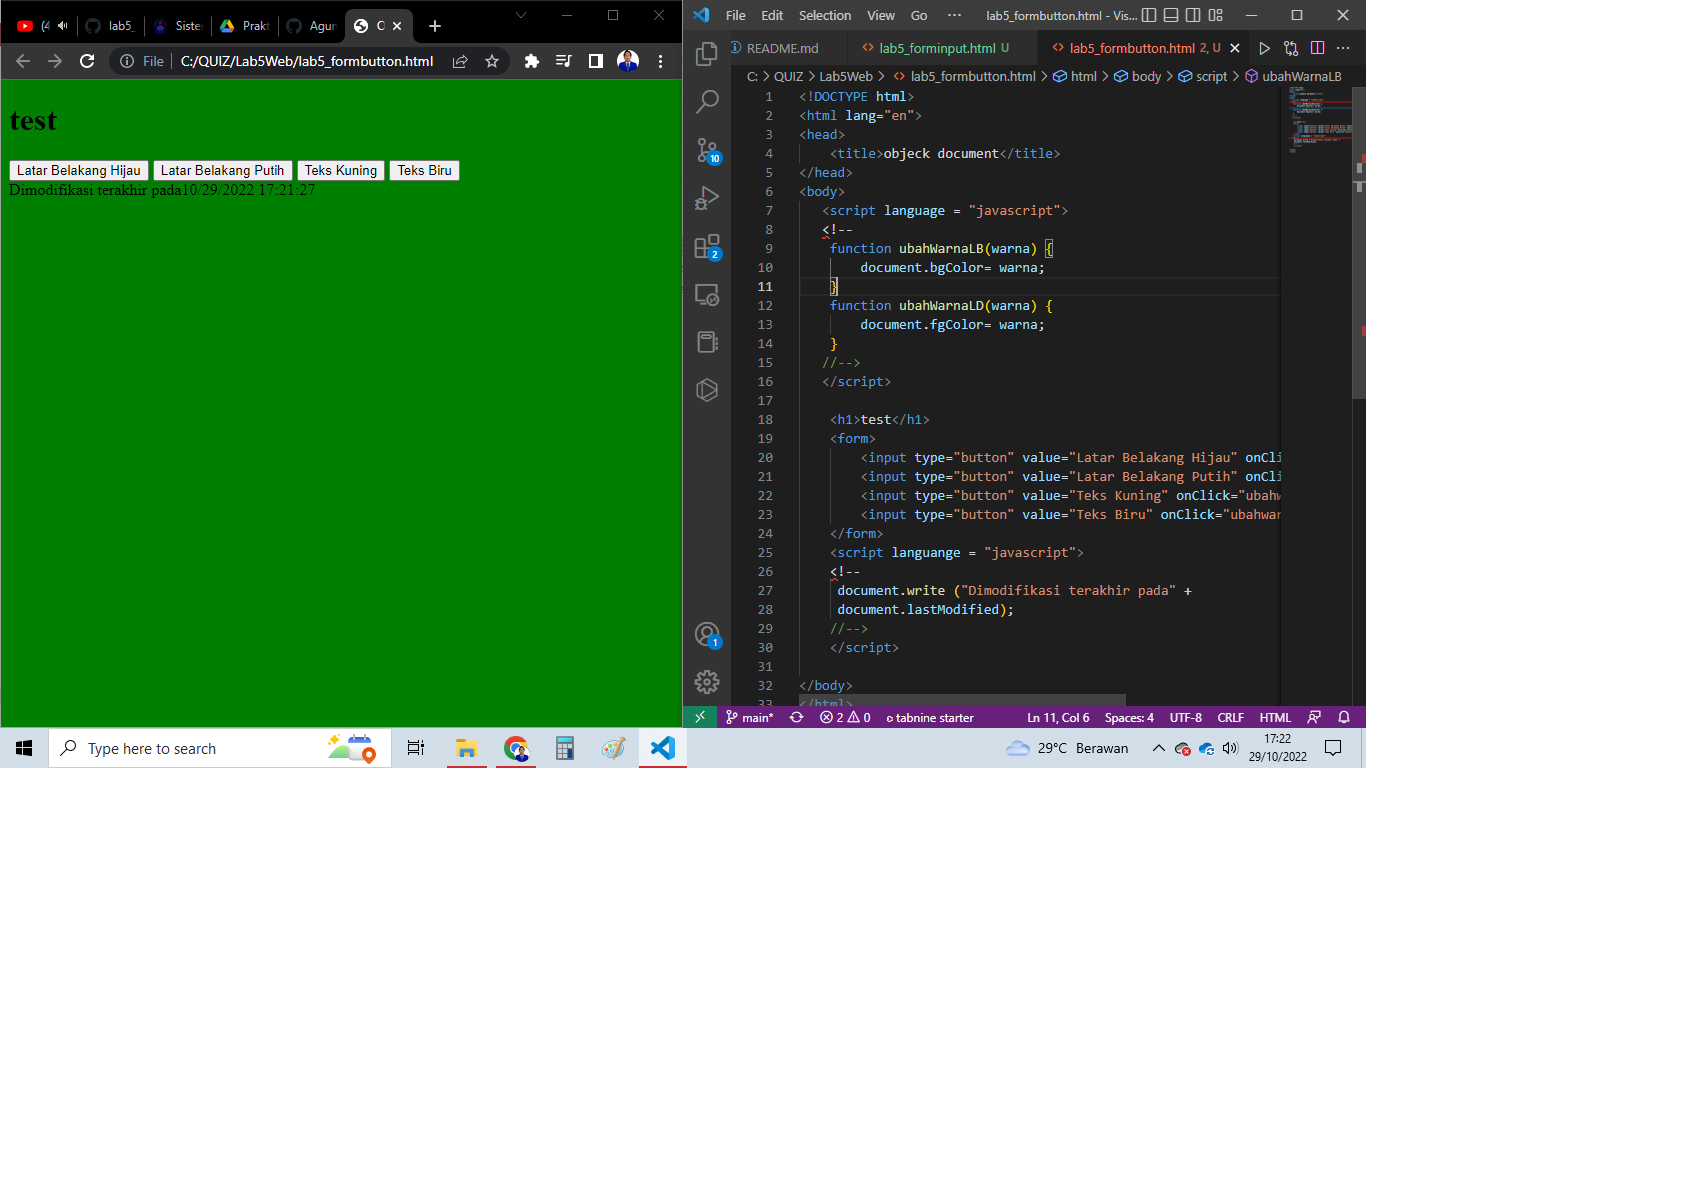 (4
lab5_
Siste
Prakt
Agun
File
C:/QUIZ/Lab5Web/lab5_formbutton.html
test
Latar Belakang Hijau
Latar Belakang Putih
Teks Kuning
Teks Biru
Dimodifikasi terakhir pada10/29/2022 17:21:27
File Edit Selection View Go ··· lab5_formbutton.html - Vis...
README.md
lab5_forminput.html U
lab5_formbutton.html 2, U
C: > QUIZ > Lab5Web > lab5_formbutton.html > html > body > script > ubahWarnaLB
1 <!DOCTYPE html>
2 <html lang="en">
3 <head>
4 <title>objeck document</title>
5 </head>
6 <body>
7 <script language = "javascript">
8 <!--
9 function ubahWarnaLB(warna) {
10 document.bgColor= warna;
11 }
12 function ubahWarnaLD(warna) {
13 document.fgColor= warna;
14 }
15 //-->
16 </script>
17
18 <h1>test</h1>
19 <form>
20 <input type="button" value="Latar Belakang Hijau" onCli
21 <input type="button" value="Latar Belakang Putih" onCli
22 <input type="button" value="Teks Kuning" onClick="ubahw
23 <input type="button" value="Teks Biru" onClick="ubahwar
24 </form>
25 <script languange = "javascript">
26 <!--
27 document.write ("Dimodifikasi terakhir pada" +
28 document.lastModified);
29 //-->
30 </script>
31
32 </body>
33 </html>
10
2
1
main* 2 0 tabnine starter
Ln 11, Col 6 Spaces: 4 UTF-8 CRLF HTML
Type here to search
29°C Berawan
17:22
29/10/2022